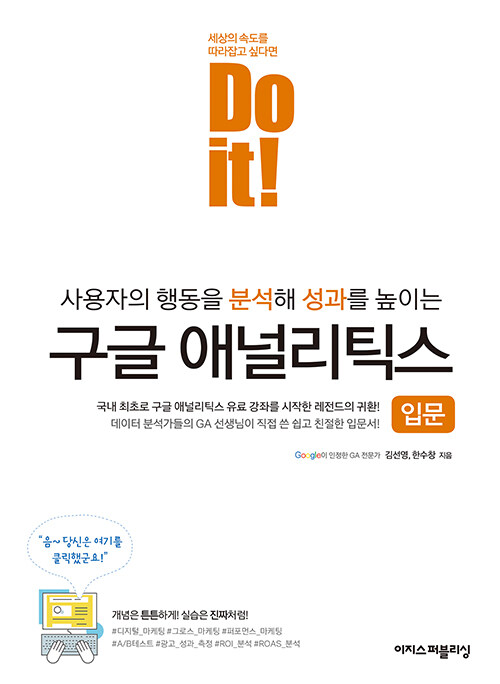 세상의 속도를
따라잡고 싶다면
Do
it!
사용자의 행동을 분석해 성과를 높이는
구글 애널리틱스
국내 최초로 구글 애널리틱스 유료 강좌를 시작한 레전드의 귀환!
데이터 분석가들의 GA 선생님이 직접 쓴 쉽고 친절한 입문서!
입문
Google이 인정한 GA 전문가 김선영, 한수창 지음
“음~ 당신은 여기를
클릭했군요!”
개념은 튼튼하게! 실습은 진짜처럼!
#디지털_마케팅 #그로스_마케팅 #퍼포먼스_마케팅
#A/B테스트 #광고_성과_측정 #ROI_분석 #ROAS_분석
이지스퍼블리싱